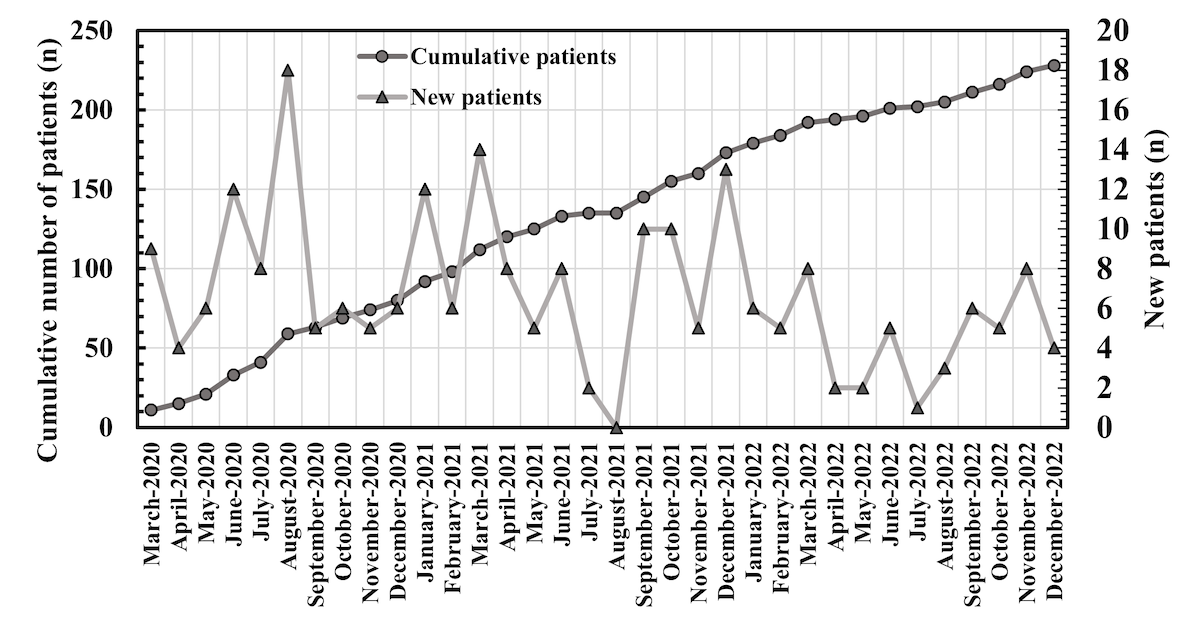 250
200
150
100
50
0
Cumulative number of patients (n)
Cumulative patients
New patients
20
18
16
14
12
10
8
6
4
2
0
New patients (n)
March-2020
April-2020
May-2020
June-2020
July-2020
August-2020
September-2020
October-2020
November-2020
December-2020
January-2021
February-2021
March-2021
April-2021
May-2021
June-2021
July-2021
August-2021
September-2021
October-2021
November-2021
December-2021
January-2022
February-2022
March-2022
April-2022
May-2022
June-2022
July-2022
August-2022
September-2022
October-2022
November-2022
December-2022